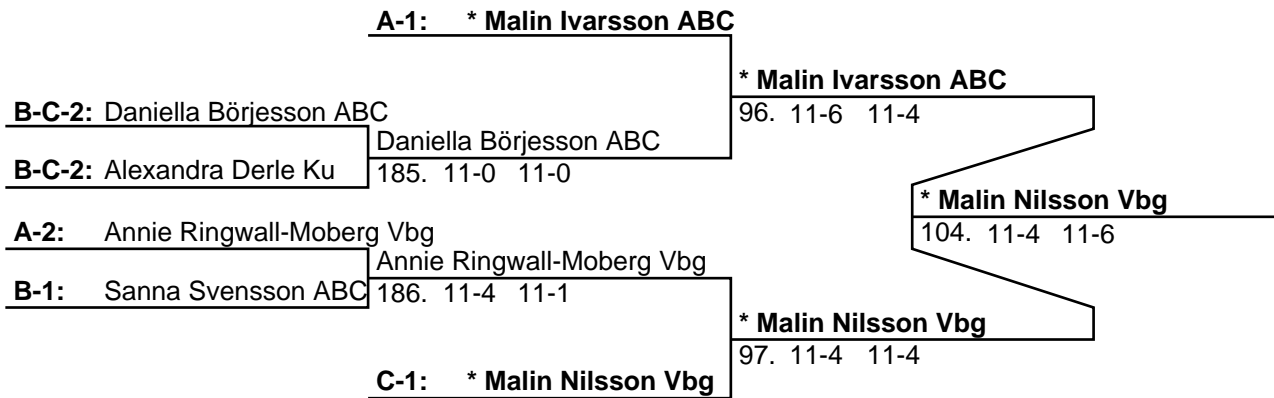 A-1: * Malin Ivarsson ABC
* Malin Ivarsson ABC
B-C-2: Daniella Börjesson ABC
96. 11-6 11-4
Daniella Börjesson ABC
B-C-2: Alexandra Derle Ku
185. 11-0 11-0
* Malin Nilsson Vbg
A-2: Annie Ringwall-Moberg Vbg
104. 11-4 11-6
Annie Ringwall-Moberg Vbg
B-1: Sanna Svensson ABC
186. 11-4 11-1
* Malin Nilsson Vbg
97. 11-4 11-4
C-1: * Malin Nilsson Vbg